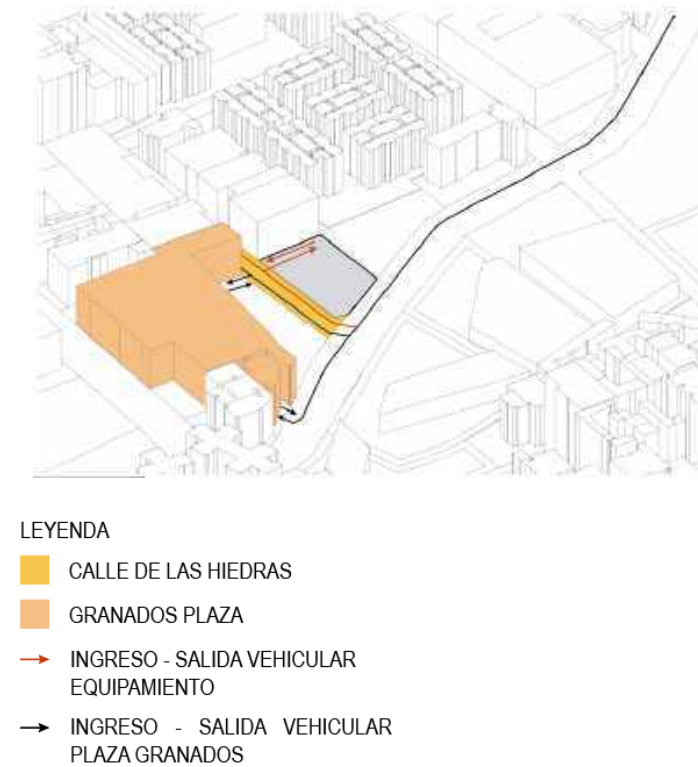 LEYENDA
CALLE DE LAS HIEDRAS
GRANADOS PLAZA
INGRESO - SALIDA VEHICULAR
EQUIPAMIENTO
INGRESO - SALIDA VEHICULAR
PLAZA GRANADOS